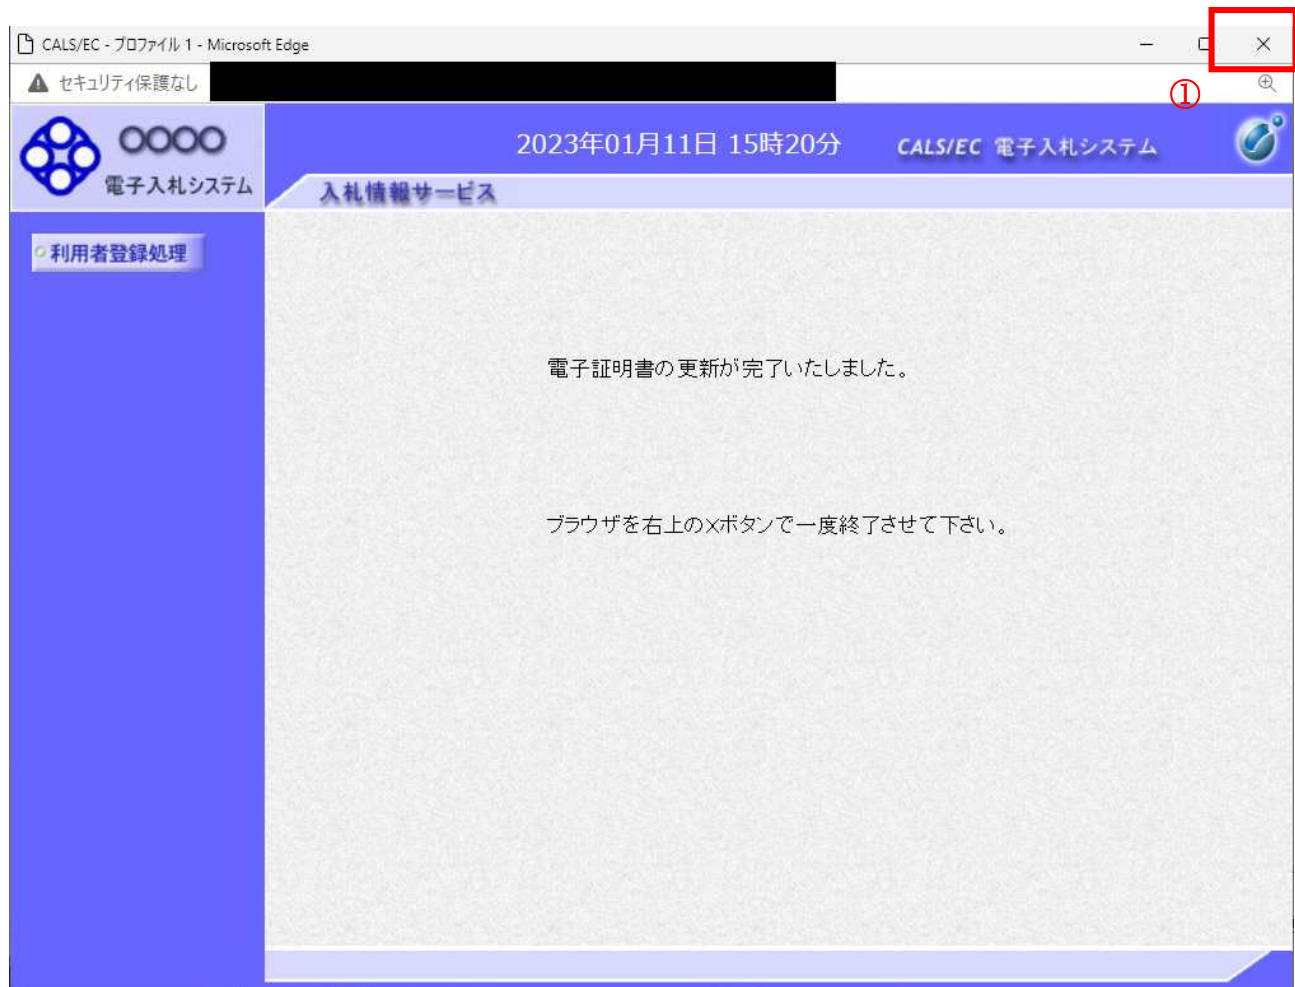 CALS/EC - プロファイル 1 - Microsoft Edge
セキュリティ保護なし
①
〇〇〇〇
電子入札システム
2023年01月11日 15時20分
CALS/EC 電子入札システム
入札情報サービス
利用者登録処理
電子証明書の更新が完了いたしました。
ブラウザを右上の×ボタンで一度終了させて下さい。